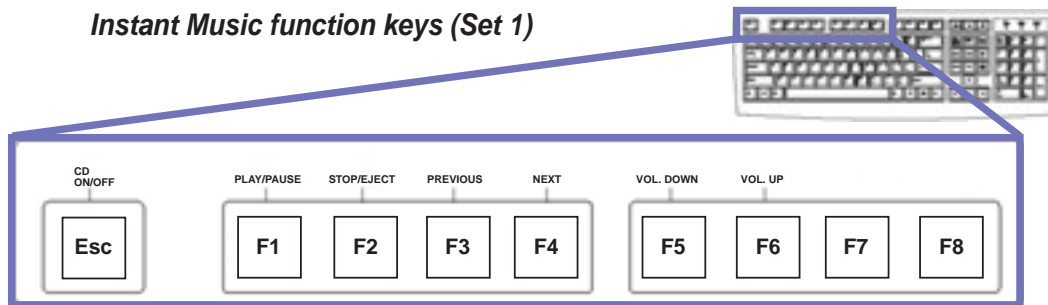 Instant Music function keys (Set 1)
CD
ON/OFF
PLAY/PAUSE STOP/EJECT PREVIOUS NEXT VOL. DOWN VOL. UP
Esc F1 F2 F3 F4 F5 F6 F7 F8